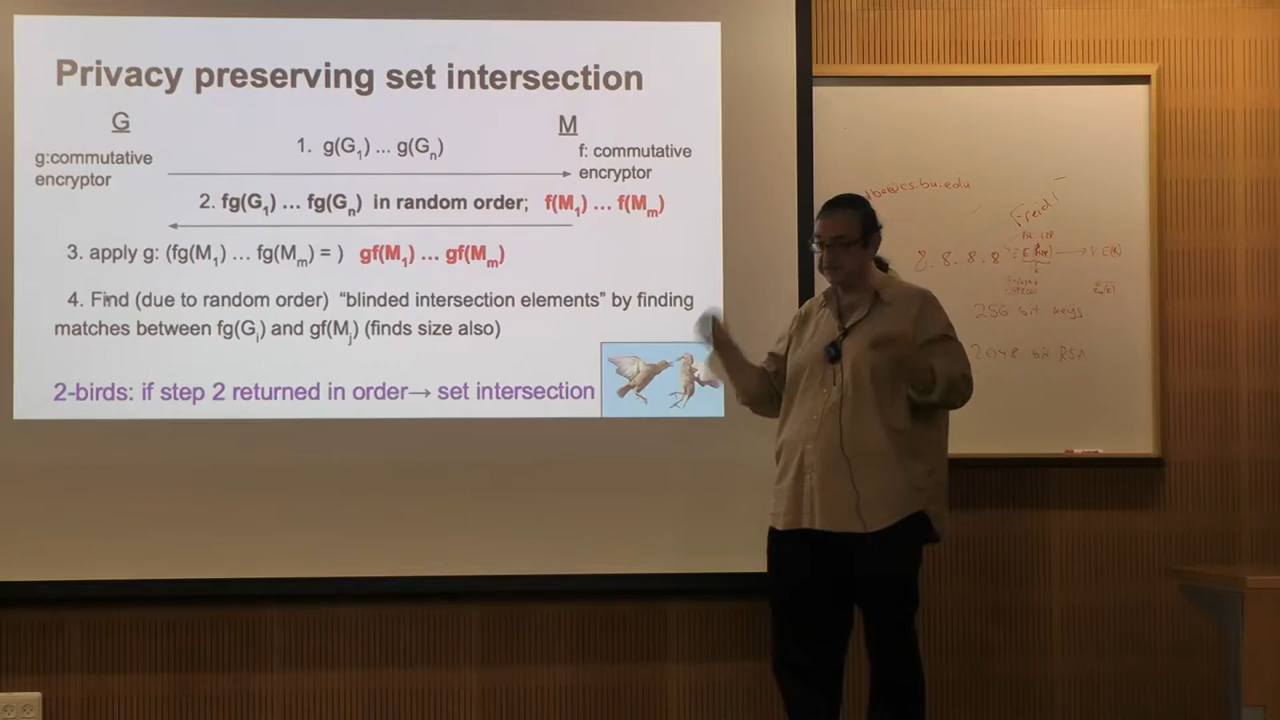 Privacy preserving set intersection
G
M
g:commutative
encryptor
1. g(G₁) ... g(Gₙ)
f: commutative
encryptor
2. fg(G₁) ... fg(Gₙ) in random order; f(M₁) ... f(Mₘ)
3. apply g: (fg(M₁) ... fg(Mₘ) = ) gf(M₁) ... gf(Mₘ)
4. Find (due to random order) “blinded intersection elements” by finding
matches between fg(Gᵢ) and gf(Mⱼ) (finds size also)
2-birds: if step 2 returned in order→ set intersection
@cs.bu.edu
8.8.8.8
256 bit keys
2048 bit RSA